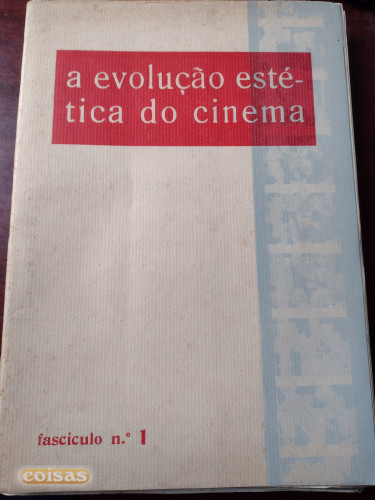 a evolução esté-
tica do cinema
fascículo n.º 1
coisas